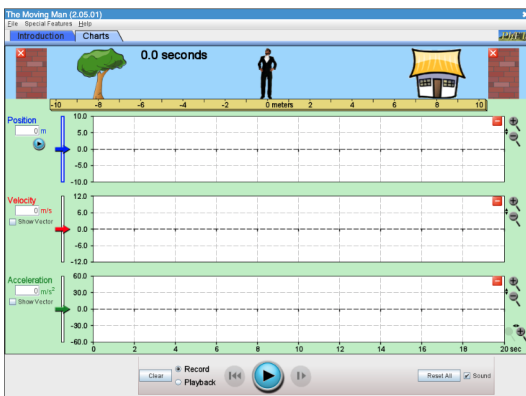 The Moving Man (2.05.01)
File Special Features Help
Introduction Charts
0.0 seconds
-10 -8 -6 -4 -2 0 meters 2 4 6 8 10
Position
0 m
10.0
5.0
0.0
-5.0
-10.0
Velocity
0 m/s
Show Vector
12.0
6.0
0.0
-6.0
-12.0
Acceleration
0 m/s²
Show Vector
60.0
30.0
0.0
-30.0
-60.0
0 2 4 6 8 10 12 14 16 18 20 sec
Clear
Record
Playback
Reset All
Sound